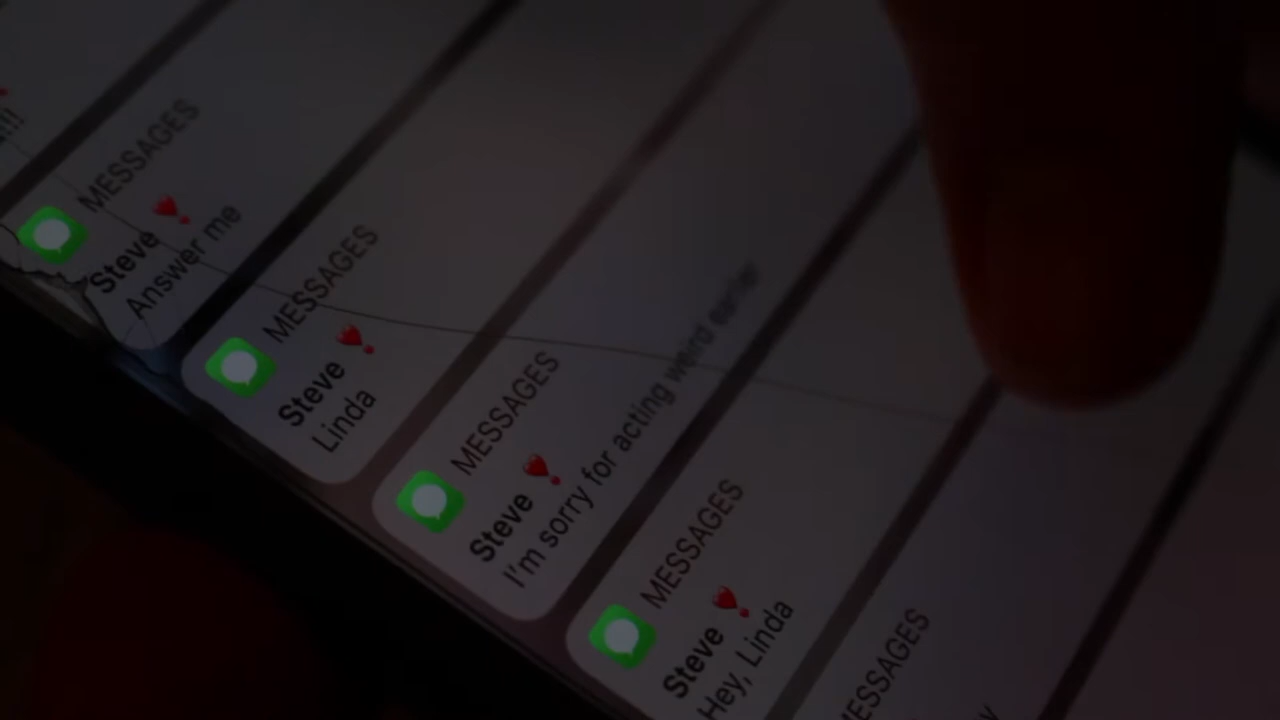 !!!
MESSAGES
Steve ❣
Answer me
MESSAGES
Steve ❣
Linda
MESSAGES
Steve ❣
I'm sorry for acting weird earlier
MESSAGES
Steve ❣
Hey, Linda
MESSAGES